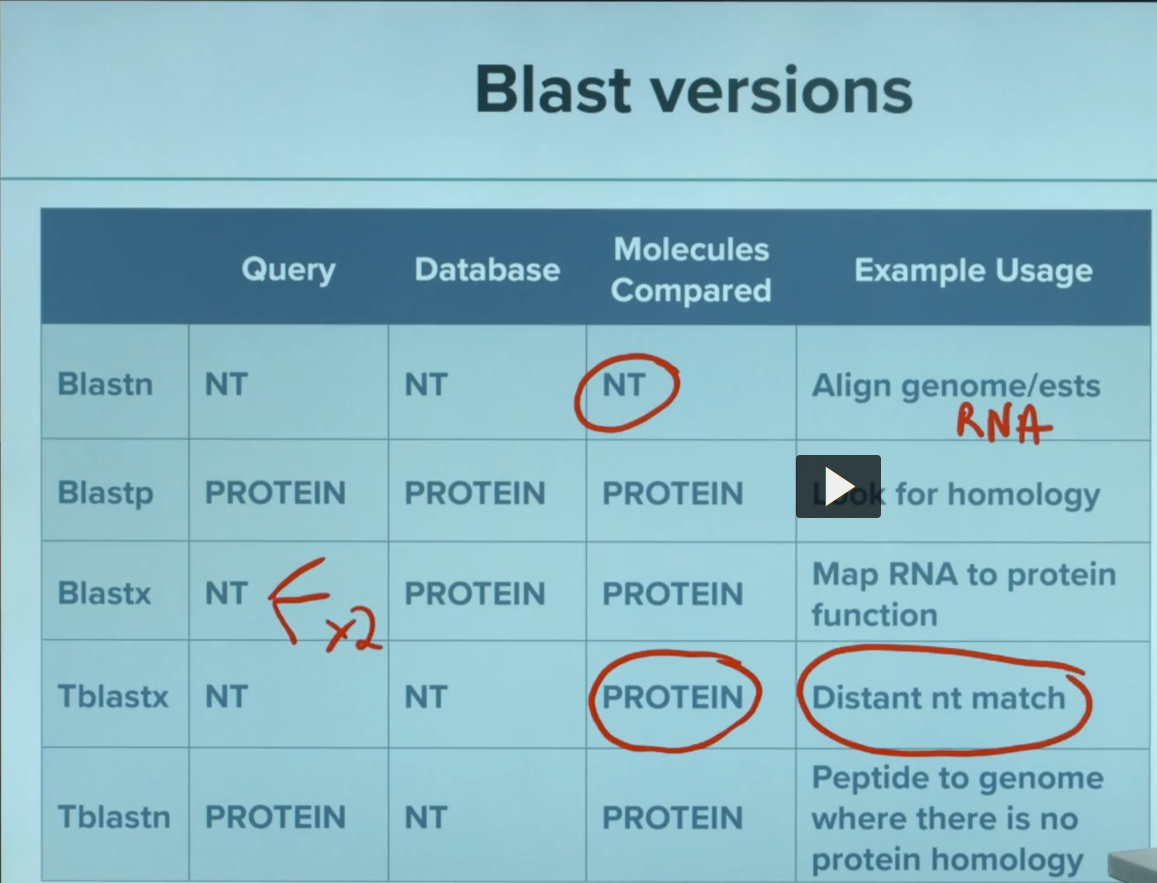 Blast versions
Query Database Molecules Compared Example Usage
Blastn NT NT NT Align genome/ests
RNA
Blastp PROTEIN PROTEIN PROTEIN Look for homology
Blastx NT PROTEIN PROTEIN Map RNA to protein
function
x2
Tblastx NT NT PROTEIN Distant nt match
Tblastn PROTEIN NT PROTEIN Peptide to genome
where there is no
protein homology